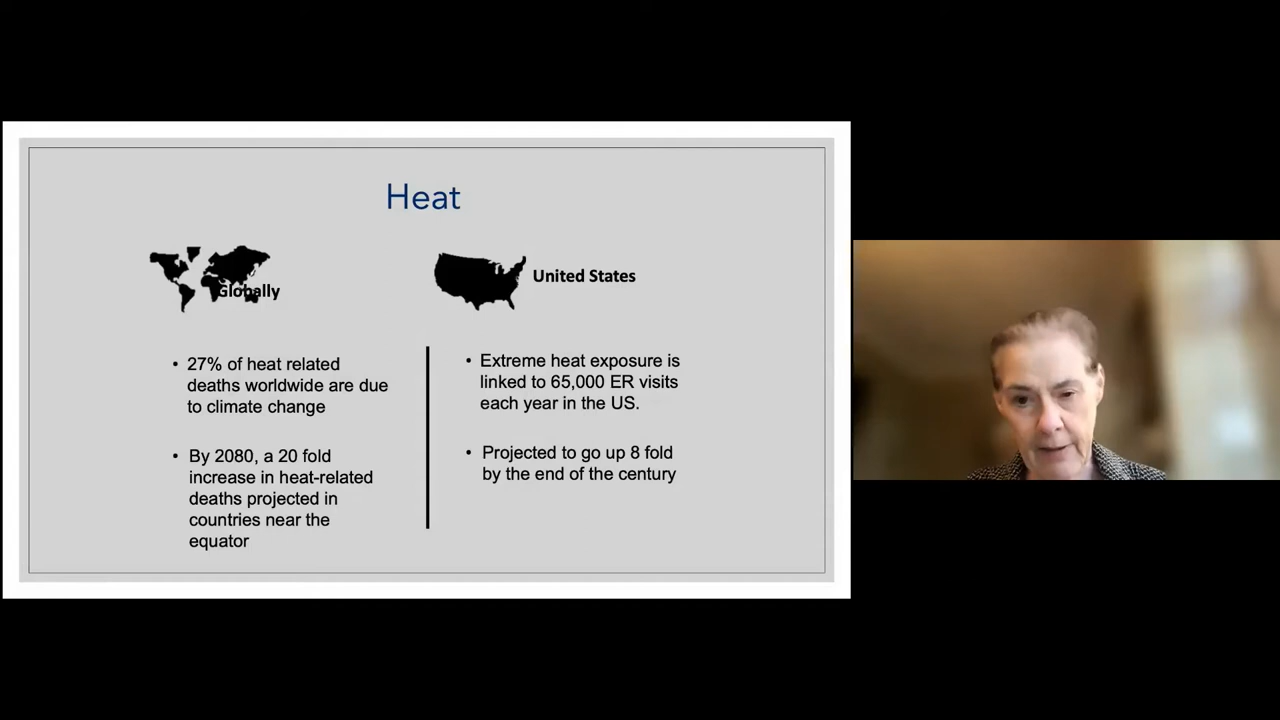 Heat
Globally
• 27% of heat related
deaths worldwide are due
to climate change
• By 2080, a 20 fold
increase in heat-related
deaths projected in
countries near the
equator
United States
• Extreme heat exposure is
linked to 65,000 ER visits
each year in the US.
• Projected to go up 8 fold
by the end of the century